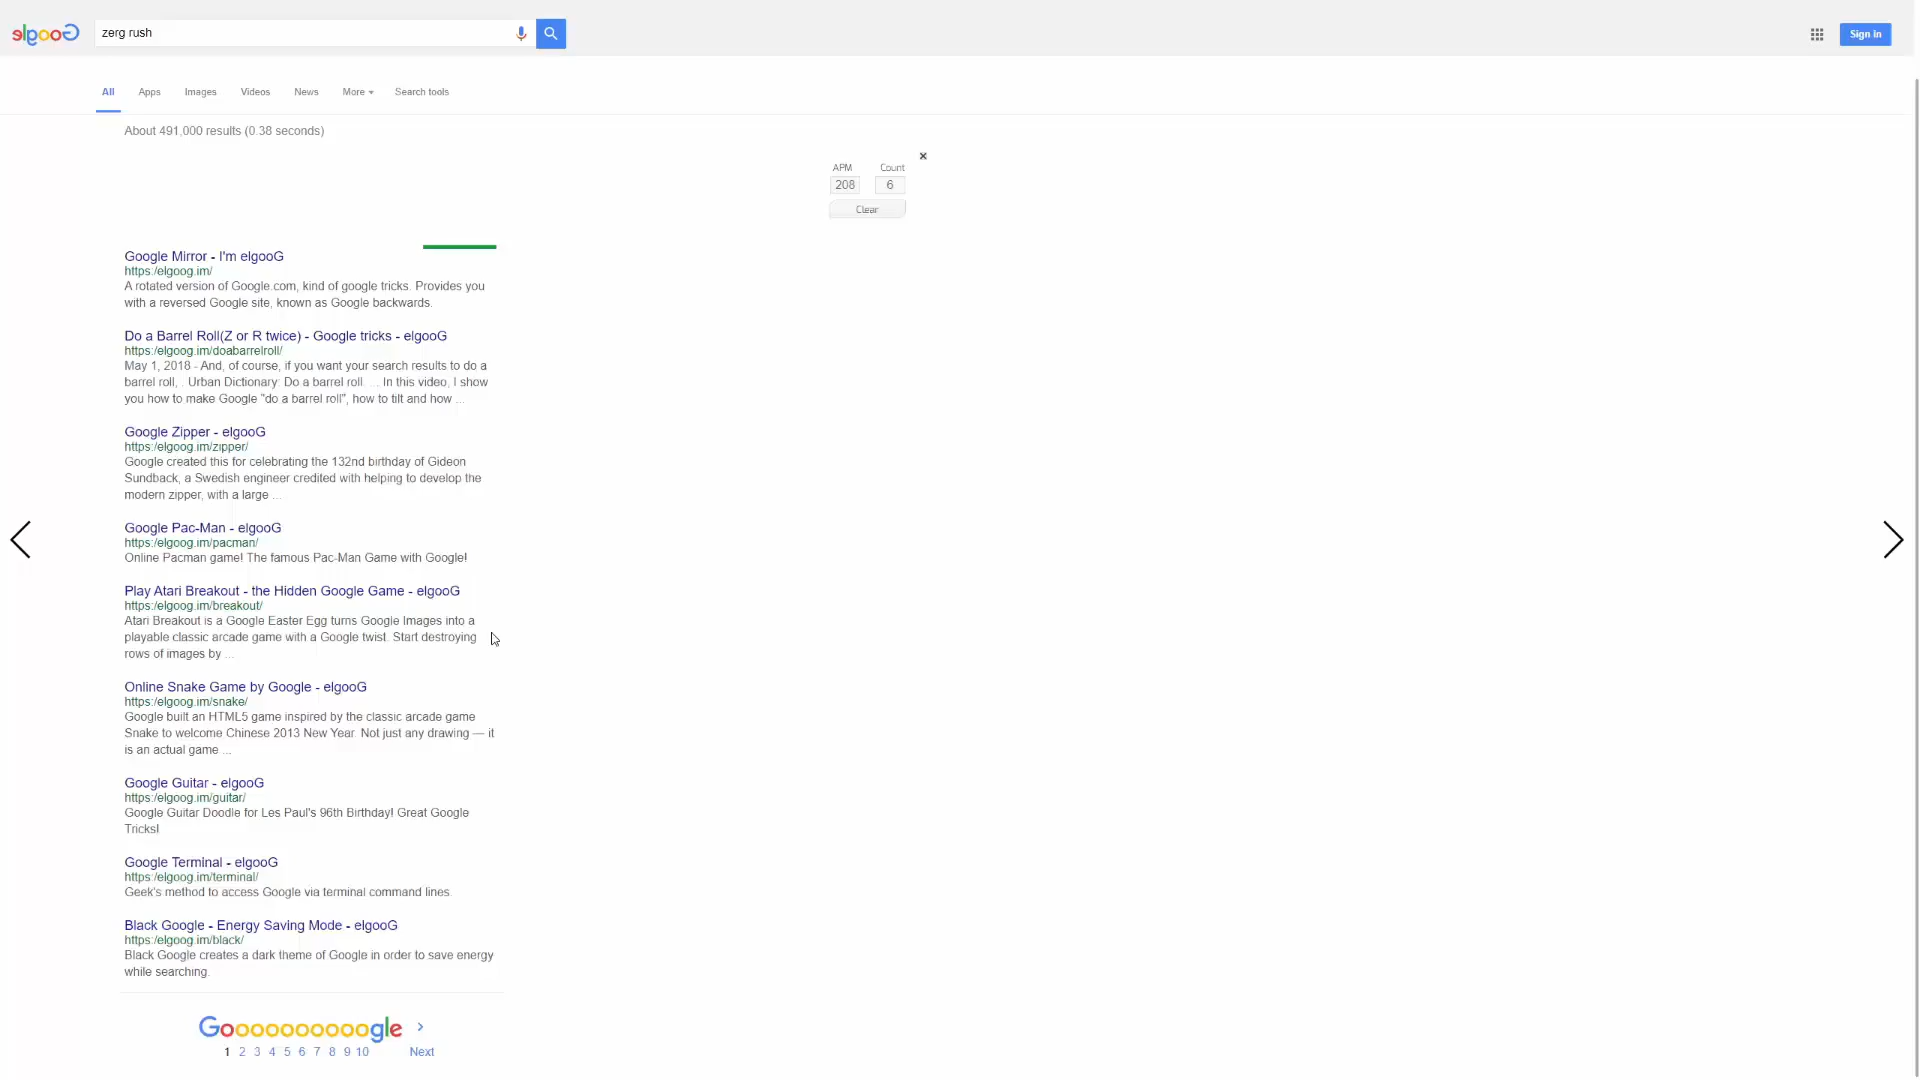 elgooG
zerg rush
Sign in
All Apps Images Videos News More Search tools
About 491,000 results (0.38 seconds)
APM Count
208 6
Clear
Google Mirror - I'm elgooG
https:/elgoog.im/
A rotated version of Google.com, kind of google tricks. Provides you
with a reversed Google site, known as Google backwards.
Do a Barrel Roll(Z or R twice) - Google tricks - elgooG
https:/elgoog.im/doabarrelroll/
May 1, 2018 - And, of course, if you want your search results to do a
barrel roll, . Urban Dictionary: Do a barrel roll. ... In this video, I show
you how to make Google "do a barrel roll", how to tilt and how ...
Google Zipper - elgooG
https:/elgoog.im/zipper/
Google created this for celebrating the 132nd birthday of Gideon
Sundback, a Swedish engineer credited with helping to develop the
modern zipper, with a large ...
Google Pac-Man - elgooG
https:/elgoog.im/pacman/
Online Pacman game! The famous Pac-Man Game with Google!
Play Atari Breakout - the Hidden Google Game - elgooG
https:/elgoog.im/breakout/
Atari Breakout is a Google Easter Egg turns Google Images into a
playable classic arcade game with a Google twist. Start destroying
rows of images by ...
Online Snake Game by Google - elgooG
https:/elgoog.im/snake/
Google built an HTML5 game inspired by the classic arcade game
Snake to welcome Chinese 2013 New Year. Not just any drawing — it
is an actual game ...
Google Guitar - elgooG
https:/elgoog.im/guitar/
Google Guitar Doodle for Les Paul's 96th Birthday! Great Google
Tricks!
Google Terminal - elgooG
https:/elgoog.im/terminal/
Geek's method to access Google via terminal command lines.
Black Google - Energy Saving Mode - elgooG
https:/elgoog.im/black/
Black Google creates a dark theme of Google in order to save energy
while searching.
Goooooooooogle
1 2 3 4 5 6 7 8 9 10 Next